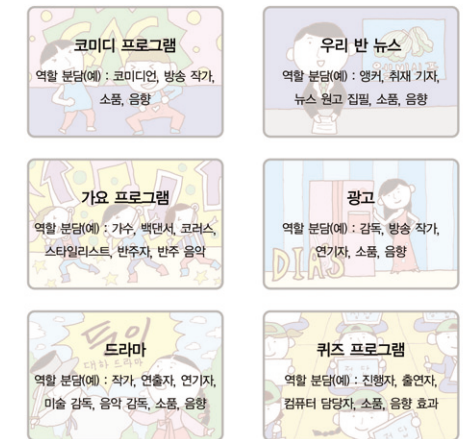 코미디 프로그램
역할 분담(예) : 코미디언, 방송 작가,
소품, 음향
우리 반 뉴스
역할 분담(예) : 앵커, 취재 기자,
뉴스 원고 집필, 소품, 음향
가요 프로그램
역할 분담(예) : 가수, 백댄서, 코러스,
스타일리스트, 반주자, 반주 음악
광고
역할 분담(예) : 감독, 방송 작가,
연기자, 소품, 음향
DIAS
드라마
대하 드라마
역할 분담(예) : 작가, 연출자, 연기자,
미술 감독, 음악 감독, 소품, 음향
퀴즈 프로그램
역할 분담(예) : 진행자, 출연자,
컴퓨터 담당자, 소품, 음향 효과